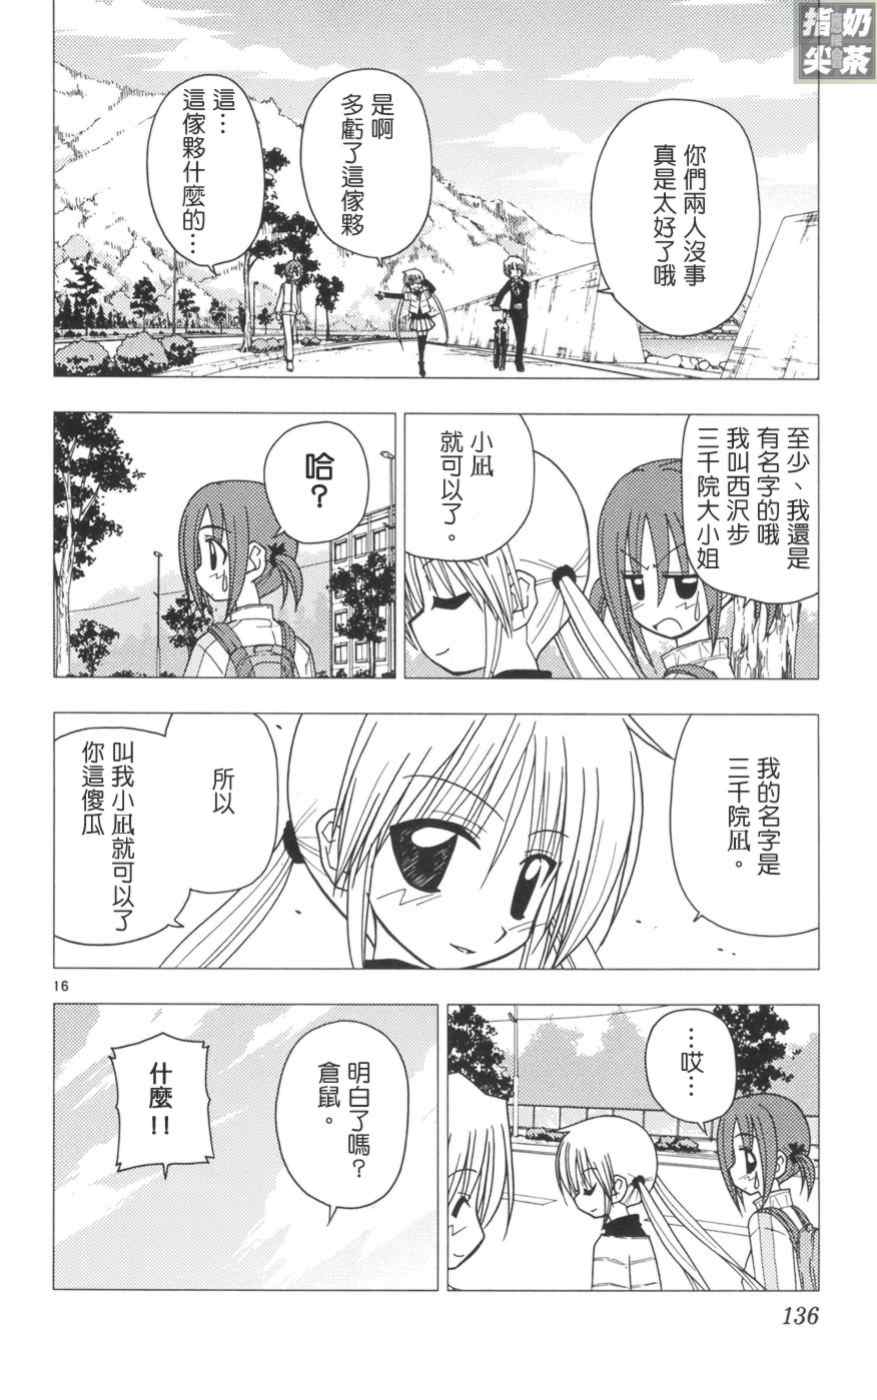 指奶
尖茶
你們兩人沒事
真是太好了哦
是啊
多虧了這傢夥
這…
這傢夥什麼的…
至少、我還是
有名字的哦
我叫西沢步
三千院大小姐
小凪
就可以了。
哈？
我的名字是
三千院凪。
所以
叫我小凪就可以了
你這傻瓜
16
…哎…
明白了嗎？
倉鼠。
什麼!!
136